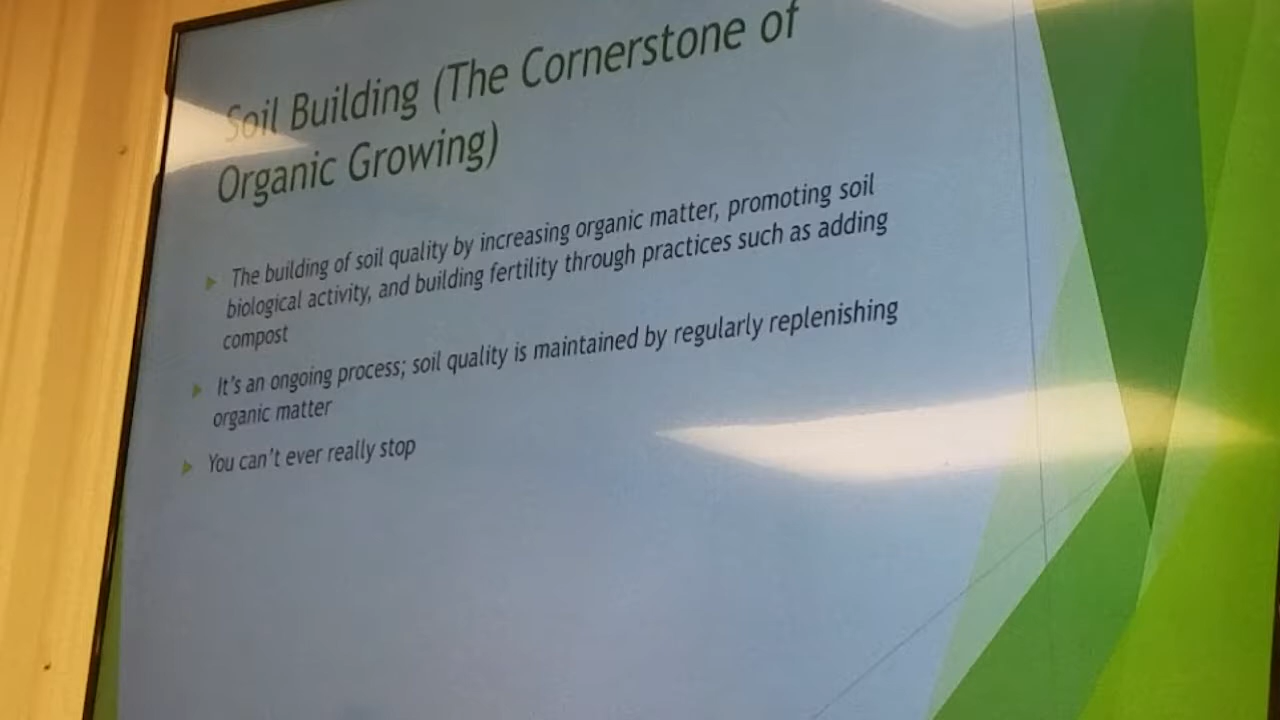 Soil Building (The Cornerstone of
Organic Growing)
The building of soil quality by increasing organic matter, promoting soil
biological activity, and building fertility through practices such as adding
compost
It's an ongoing process; soil quality is maintained by regularly replenishing
organic matter
You can't ever really stop